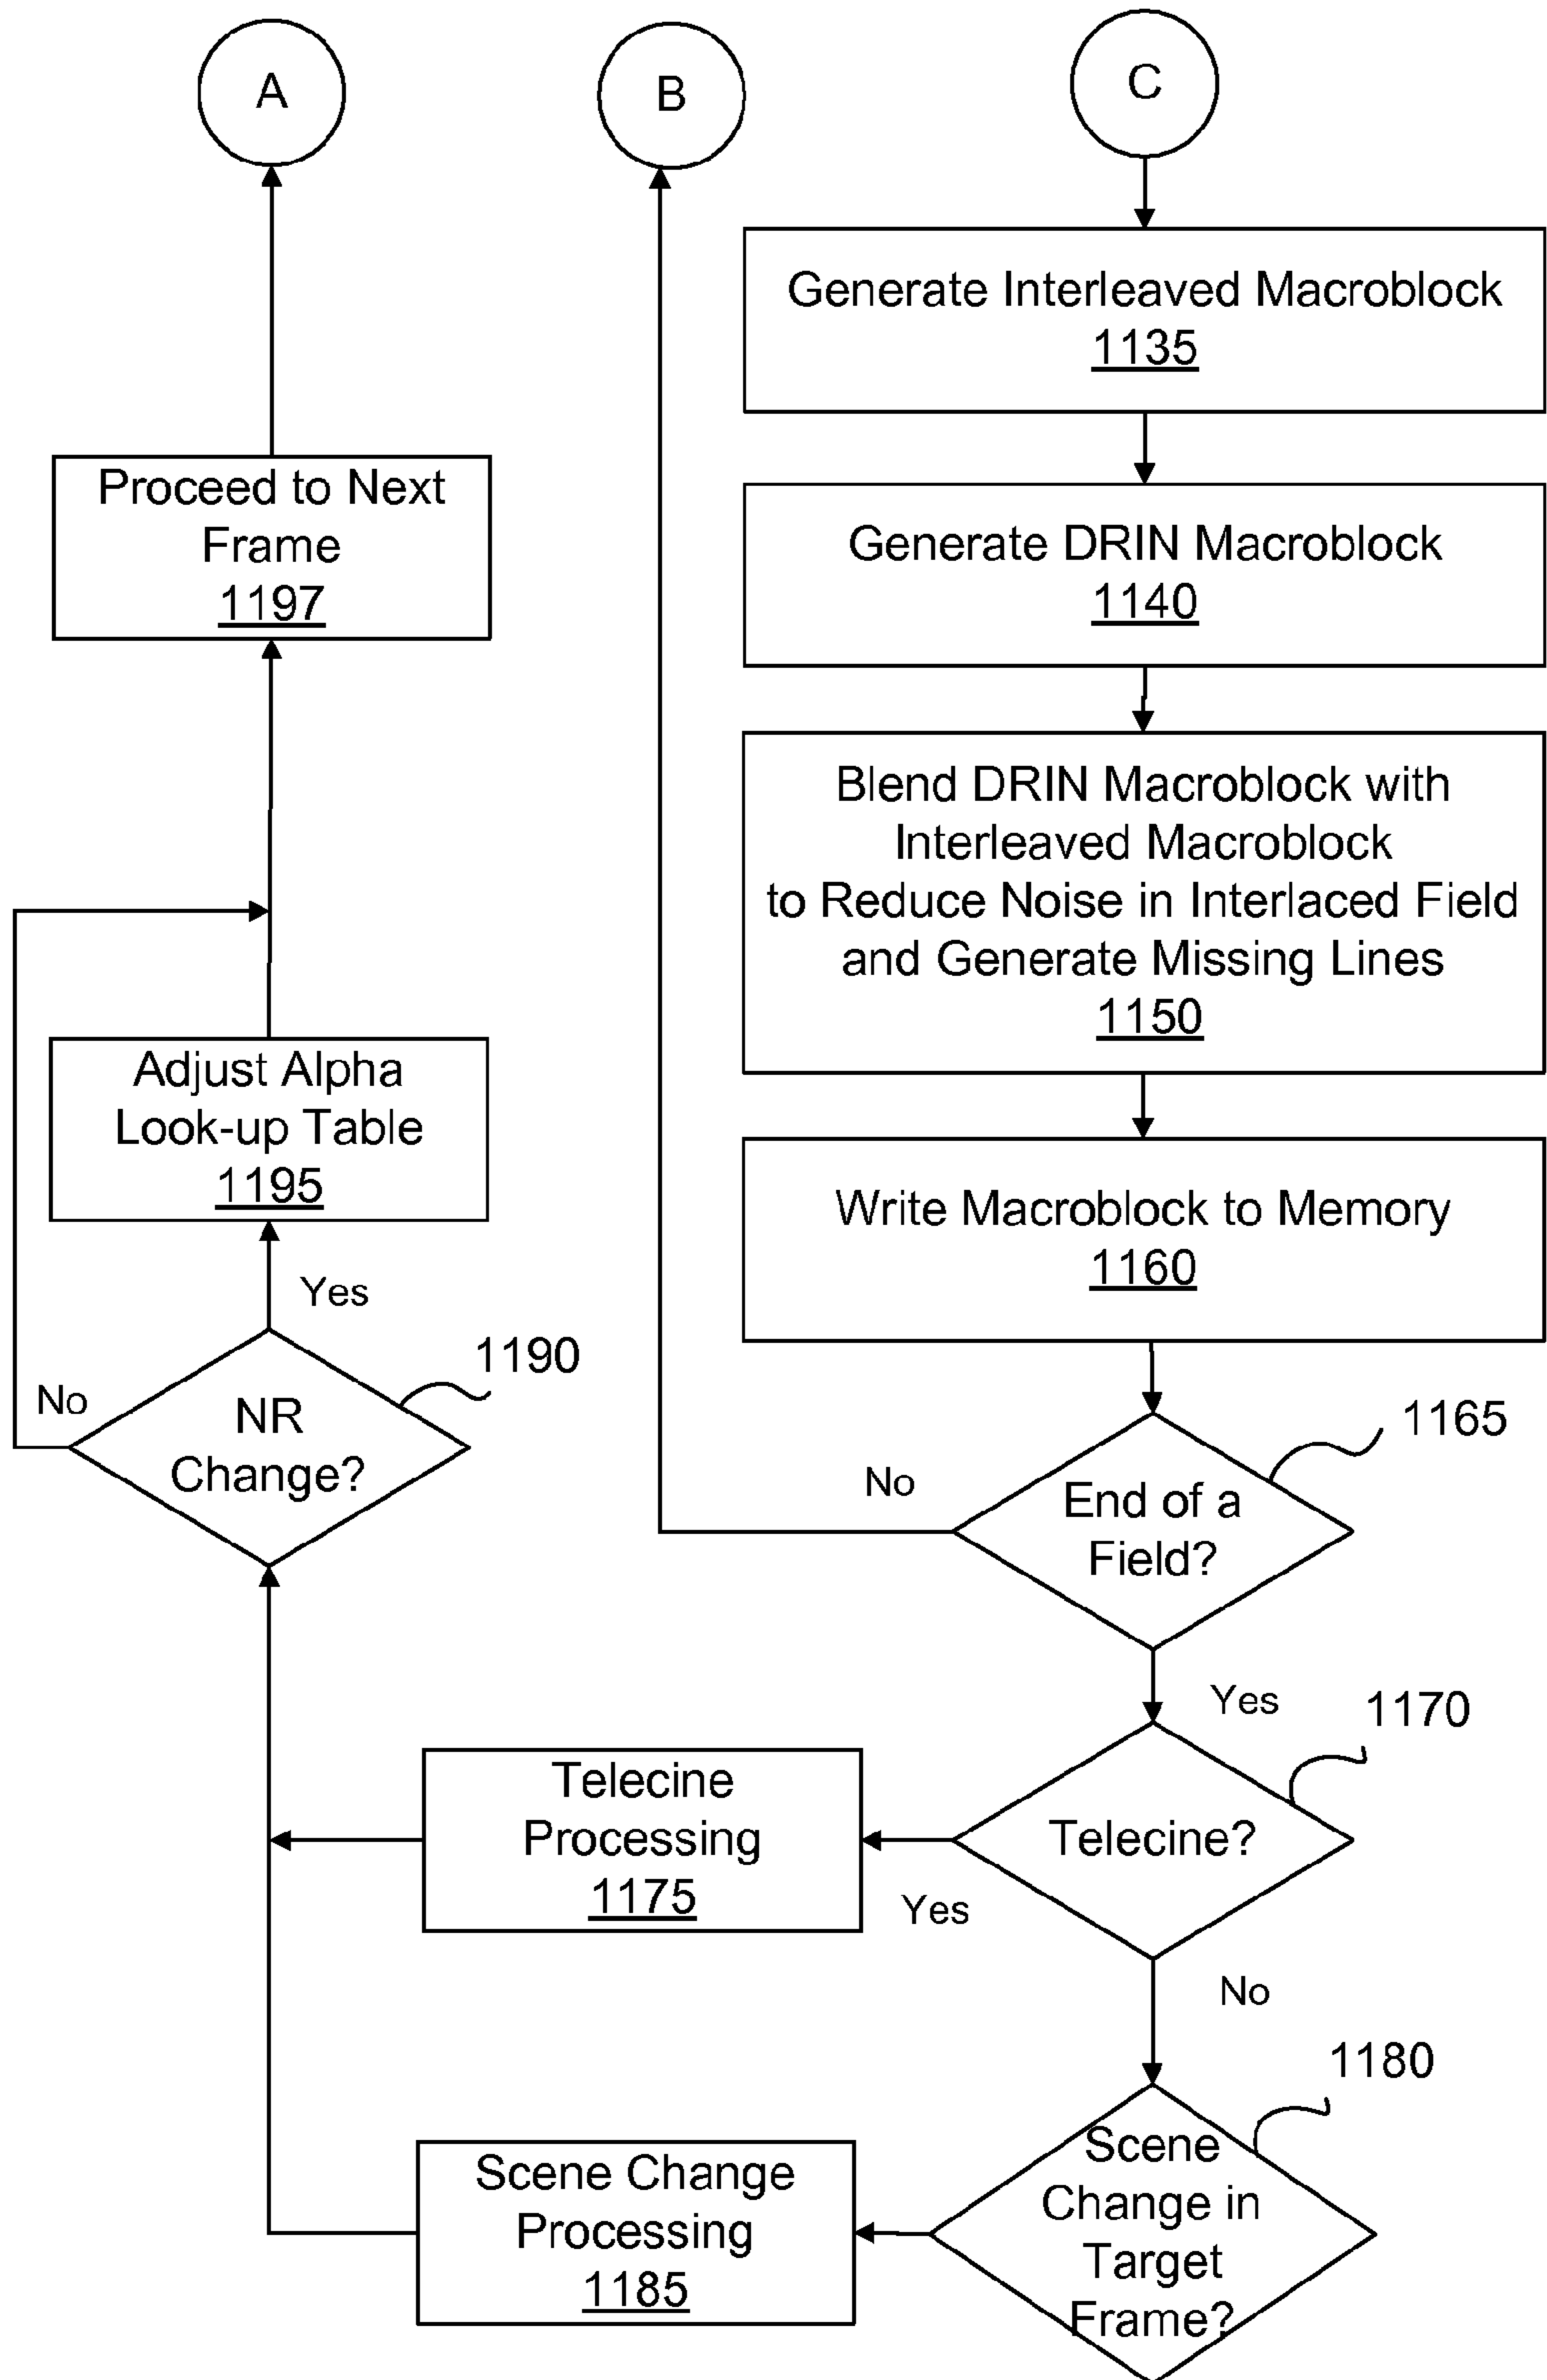 A
B
C
Generate Interleaved Macroblock
1135
Generate DRIN Macroblock
1140
Blend DRIN Macroblock with
Interleaved Macroblock
to Reduce Noise in Interlaced Field
and Generate Missing Lines
1150
Write Macroblock to Memory
1160
1165
End of a
Field?
No
Yes
1170
Telecine?
Yes
No
Telecine
Processing
1175
1180
Scene
Change in
Target
Frame?
Scene Change
Processing
1185
1190
NR
Change?
No
Yes
Adjust Alpha
Look-up Table
1195
Proceed to Next
Frame
1197